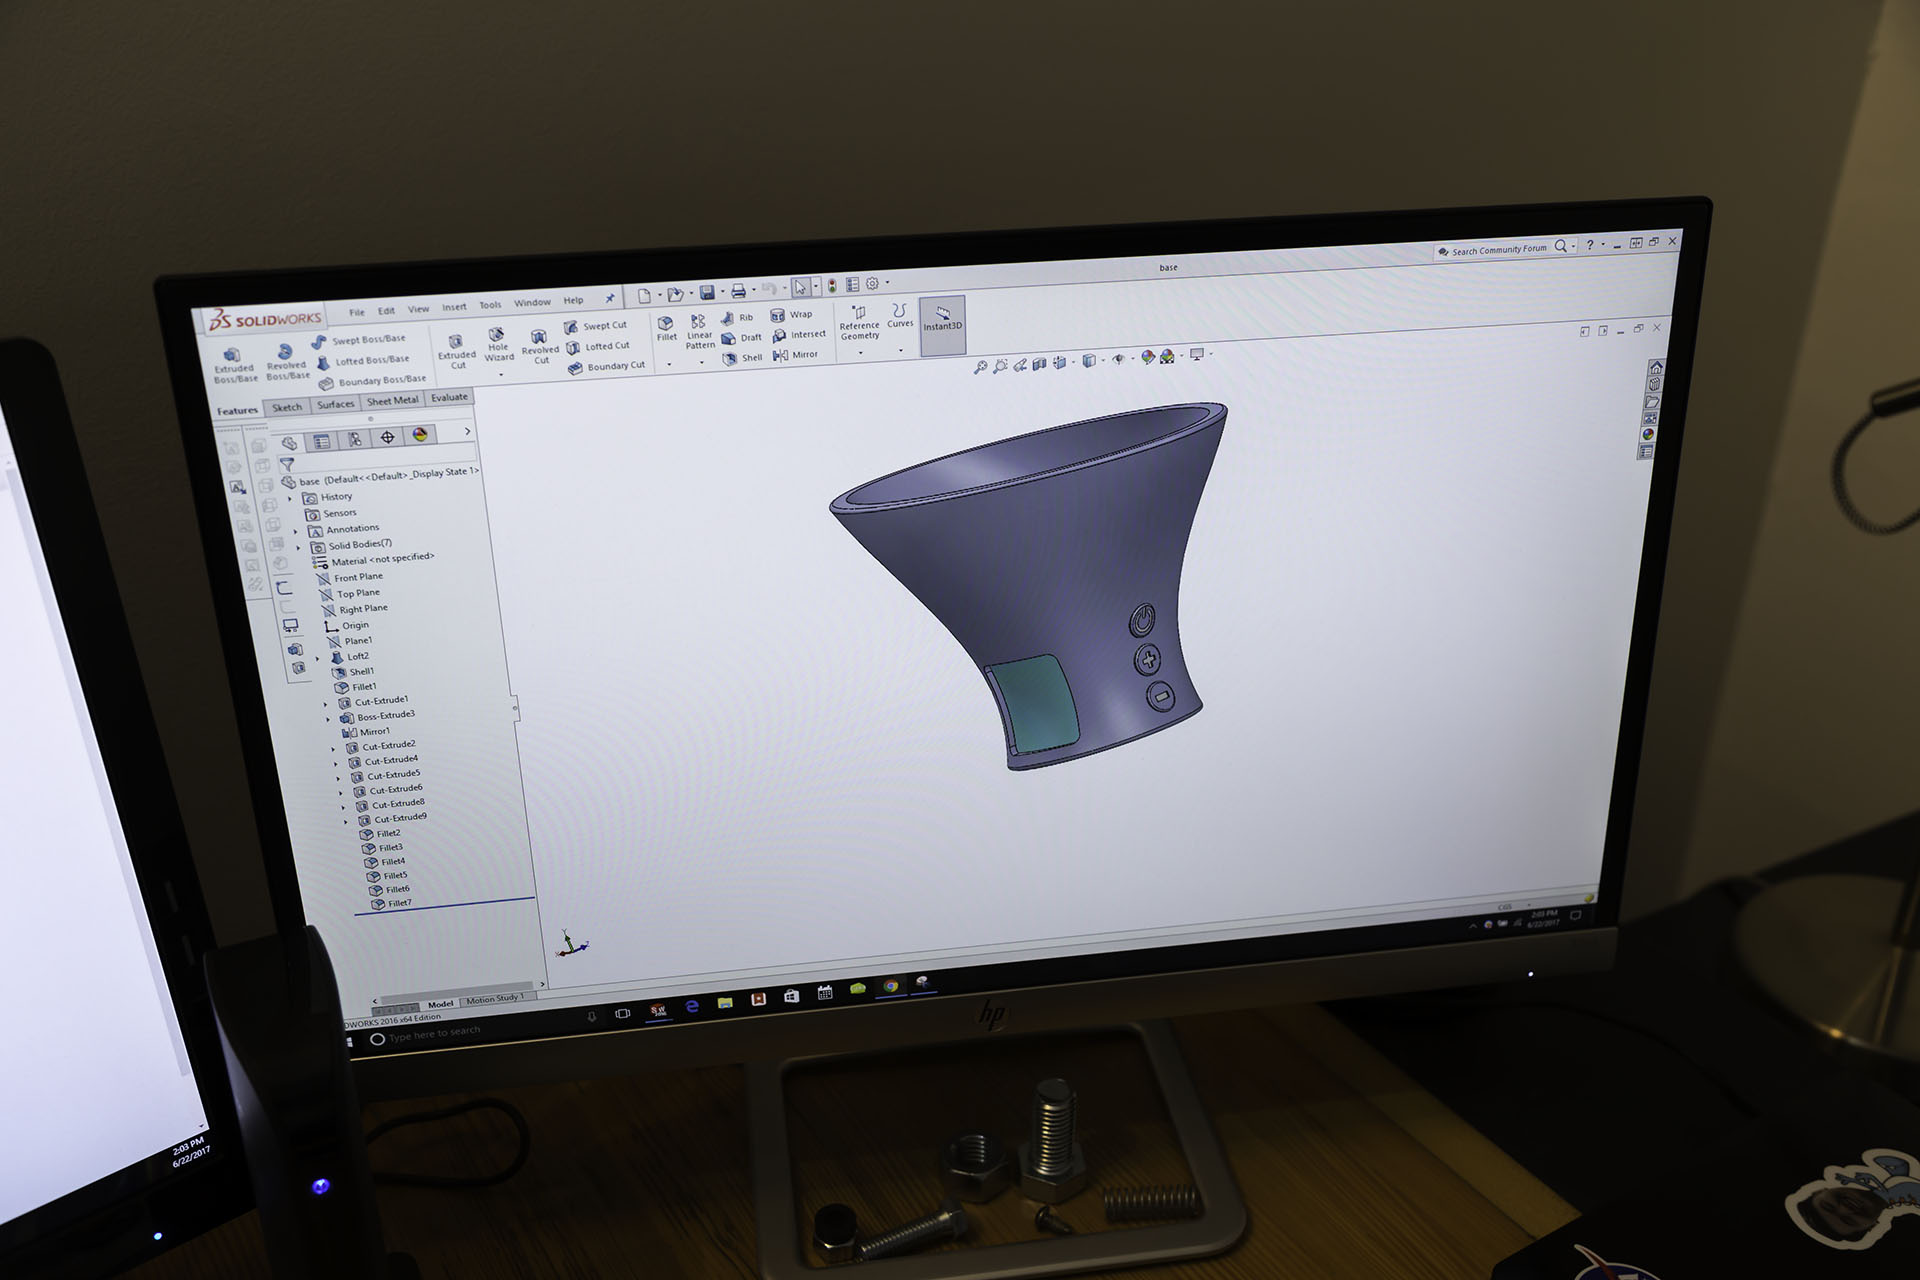 Search Community Forum
?
base
SOLIDWORKS
File Edit View Insert Tools Window Help
Extruded Boss/Base
Revolved Boss/Base
Swept Boss/Base
Lofted Boss/Base
Boundary Boss/Base
Extruded Cut
Hole Wizard
Revolved Cut
Swept Cut
Lofted Cut
Boundary Cut
Fillet
Linear Pattern
Rib
Draft
Shell
Wrap
Intersect
Mirror
Reference Geometry
Curves
Instant3D
Features Sketch Surfaces Sheet Metal Evaluate
base (Default<<Default>_Display State 1>
History
Sensors
Annotations
Solid Bodies(7)
Material <not specified>
Front Plane
Top Plane
Right Plane
Origin
Plane1
Loft2
Shell1
Fillet1
Cut-Extrude1
Boss-Extrude3
Mirror1
Cut-Extrude2
Cut-Extrude4
Cut-Extrude5
Cut-Extrude6
Cut-Extrude8
Cut-Extrude9
Fillet2
Fillet3
Fillet4
Fillet5
Fillet6
Fillet7
Model Motion Study 1
DWORKS 2016 x64 Edition
CGS
Type here to search
2:03 PM
6/22/2017
hp
2:03 PM
6/22/2017